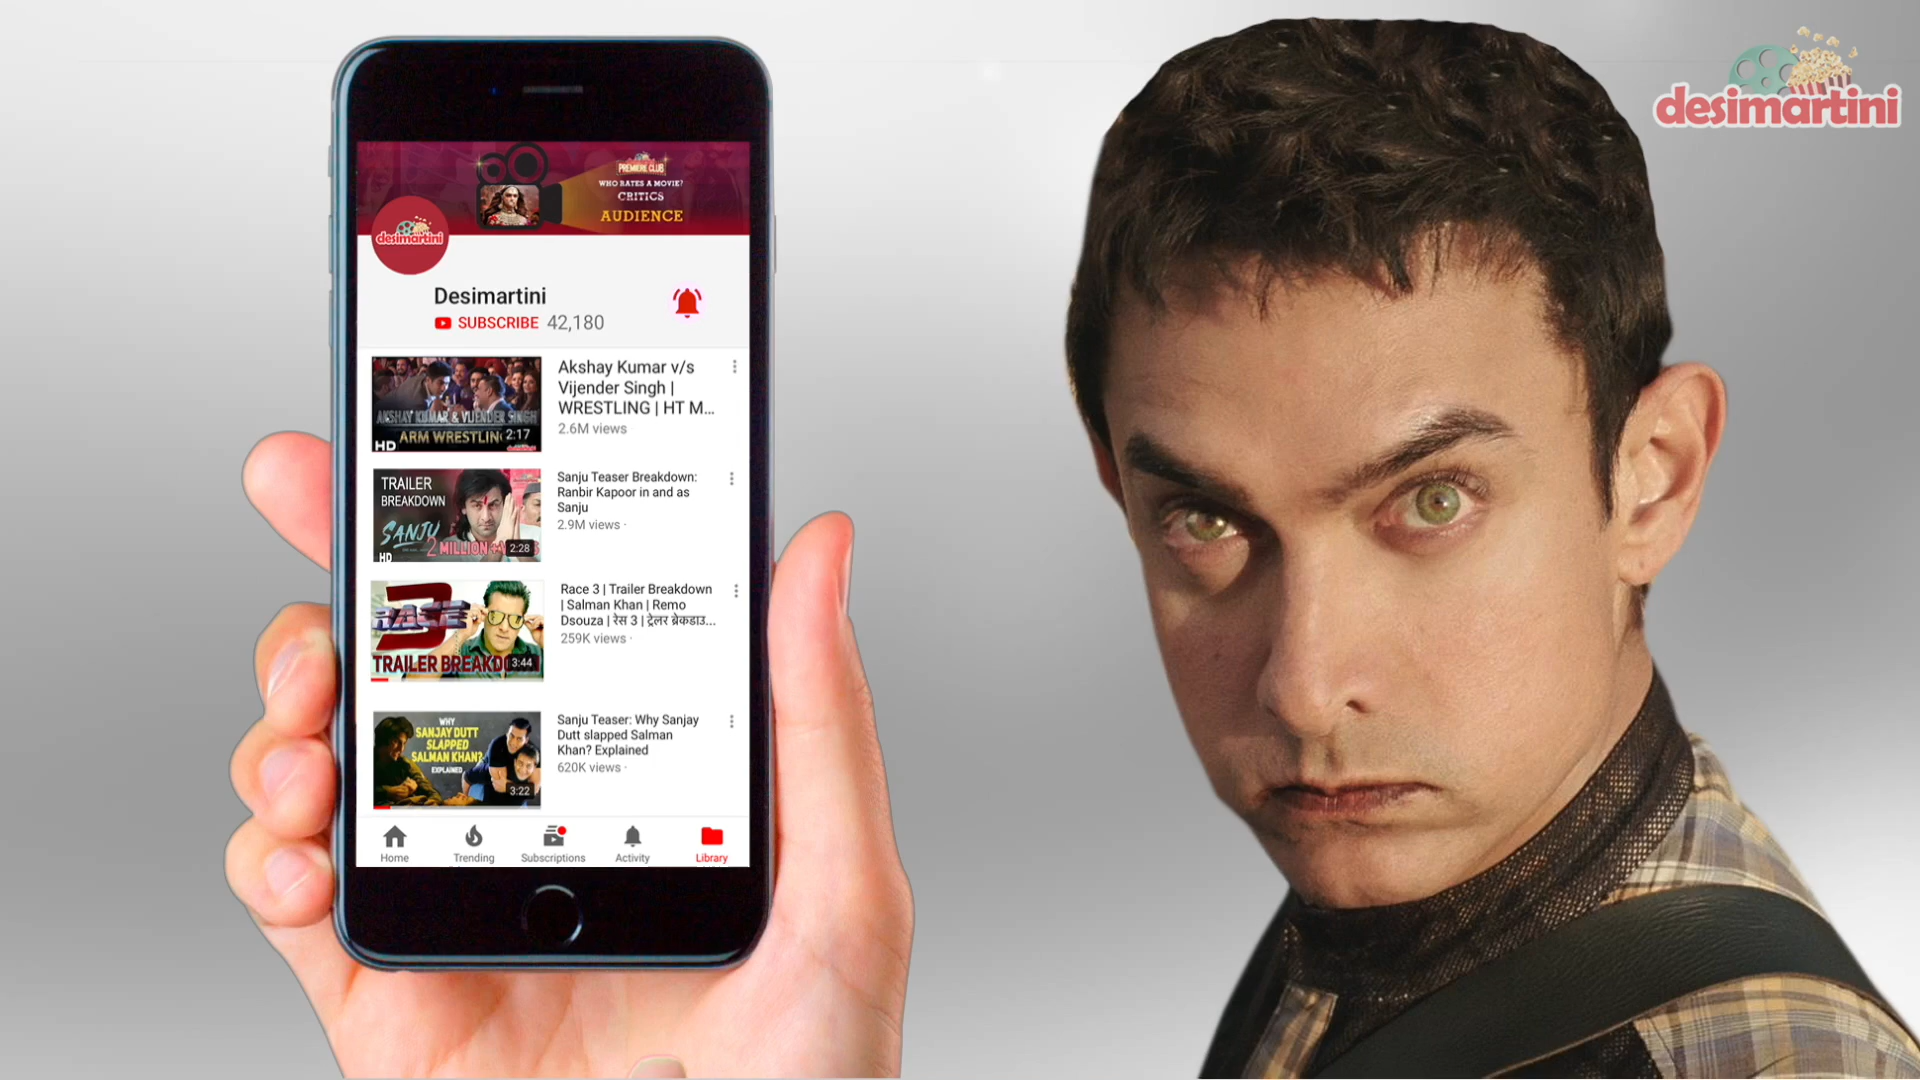 desimartini
PREMIERE CLUB
WHO RATES A MOVIE?
CRITICS
AUDIENCE
desimartini
Desimartini
SUBSCRIBE 42,180
AKSHAY KUMAR & VIJENDER SINGH
ARM WRESTLING
2:17
HD
Akshay Kumar v/s
Vijender Singh |
WRESTLING | HT M...
2.6M views
TRAILER
BREAKDOWN
SANJU
2 MILLION+
2:28
HD
Sanju Teaser Breakdown:
Ranbir Kapoor in and as
Sanju
2.9M views ·
RACE 3
TRAILER BREAKDO
3:44
Race 3 | Trailer Breakdown
| Salman Khan | Remo
Dsouza | रेस 3 | ट्रेलर ब्रेकडाउ...
259K views ·
WHY
SANJAY DUTT
SLAPPED
SALMAN KHAN?
EXPLAINED
3:22
Sanju Teaser: Why Sanjay
Dutt slapped Salman
Khan? Explained
620K views ·
Home Trending Subscriptions Activity Library